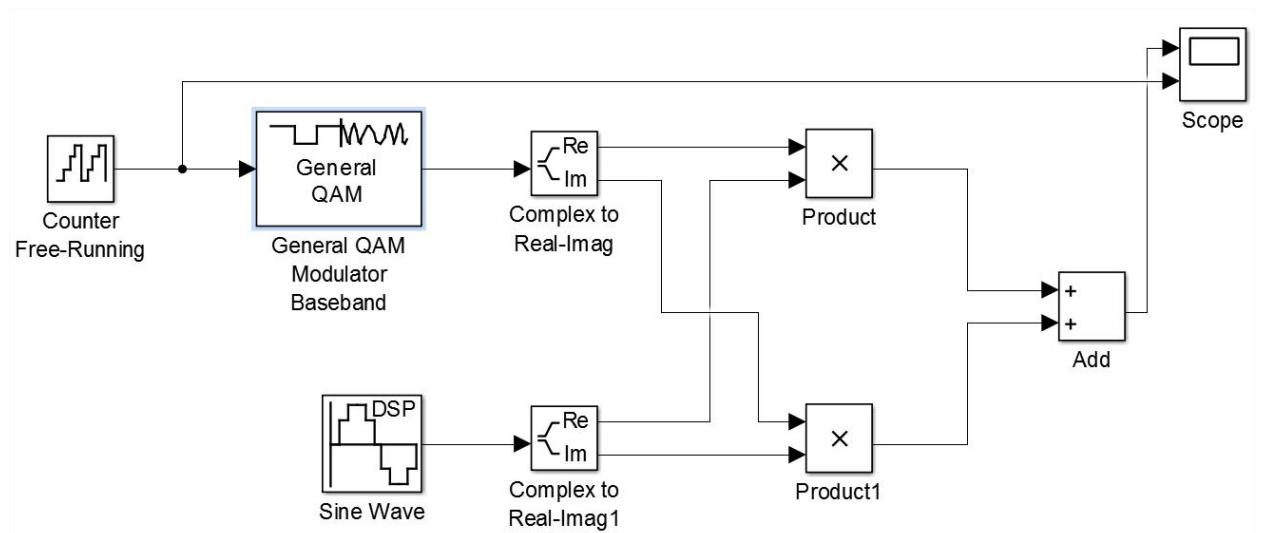 Scope
Counter
Free-Running
General
QAM
General QAM
Modulator
Baseband
Re
Im
Complex to
Real-Imag
×
Product
+
+
Add
DSP
Sine Wave
Re
Im
Complex to
Real-Imag1
×
Product1